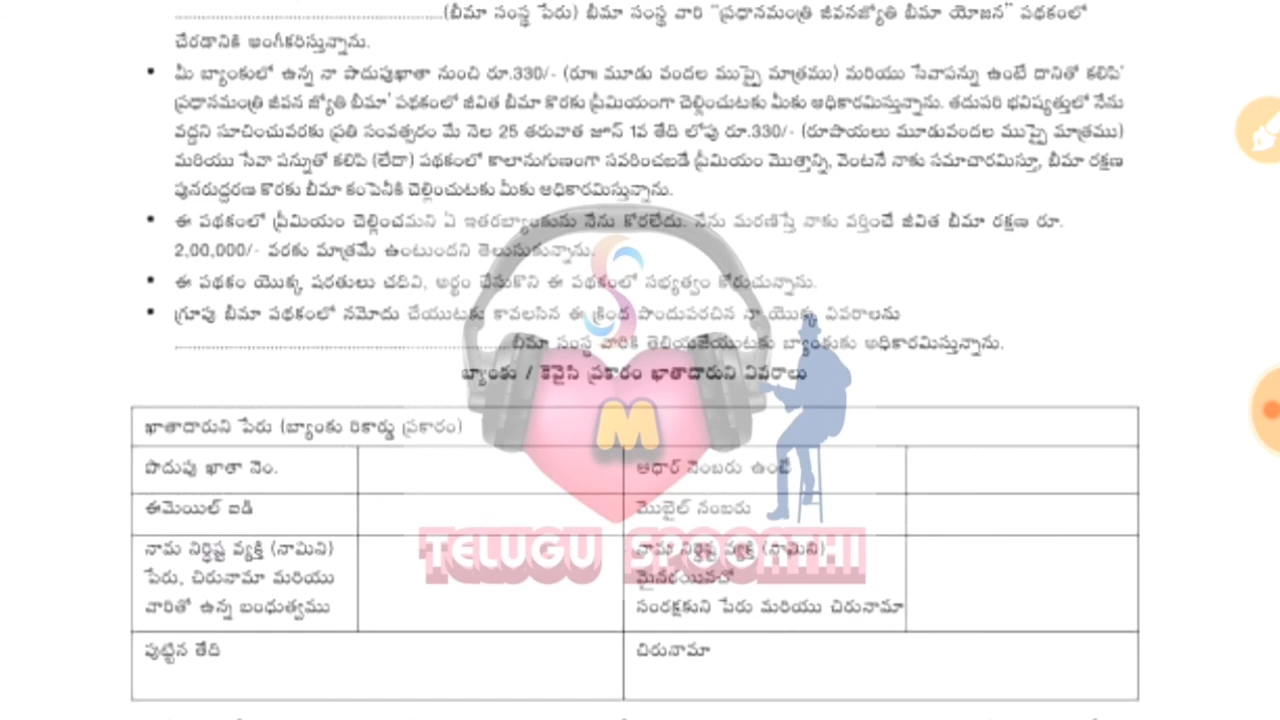 (బీమా సంస్థ పేరు) బీమా సంస్థ వారి “ప్రధానమంత్రి జీవనజ్యోతి బీమా యోజన” పథకంలో
చేరడానికి అంగీకరిస్తున్నాను.
• మీ బ్యాంకులో ఉన్న నా పొదుపుఖాతా నుంచి రూ.330/- (రూ॥ మూడు వందల ముప్పై మాత్రము) మరియు సేవాపన్ను ఉంటే దానితో కలిపి'
ప్రధానమంత్రి జీవన జ్యోతి బీమా' పథకంలో జీవిత బీమా కొరకు ప్రీమియంగా చెల్లించుటకు మీకు అధికారమిస్తున్నాను. తదుపరి భవిష్యత్తులో నేను
వద్దని సూచించువరకు ప్రతి సంవత్సరం మే నెల 25 తరువాత జూన్ 1వ తేది లోపు రూ.330/- (రూపాయలు మూడువందల ముప్పై మాత్రము)
మరియు సేవా పన్నుతో కలిపి (లేదా) పథకంలో కాలానుగుణంగా సవరించబడే ప్రీమియం మొత్తాన్ని, వెంటనే నాకు సమాచారమిస్తూ, బీమా రక్షణ
పునరుద్ధరణ కొరకు బీమా కంపెనీకి చెల్లించుటకు మీకు అధికారమిస్తున్నాను.
• ఈ పథకంలో ప్రీమియం చెల్లించమని ఏ ఇతరబ్యాంకును నేను కోరలేదు. నేను మరణిస్తే నాకు వర్తించే జీవిత బీమా రక్షణ రూ.
2,00,000/- వరకు మాత్రమే ఉంటుందని తెలుసుకున్నాను.
• ఈ పథకం యొక్క షరతులు చదివి, అర్థం చేసుకొని ఈ పథకంలో సభ్యత్వం కోరుచున్నాను.
• గ్రూపు బీమా పథకంలో నమోదు చేయుటకు కావలసిన ఈ క్రింద పొందుపరచిన నా యొక్క వివరాలను
బీమా సంస్థ వారికి తెలియజేయుటకు బ్యాంకుకు అధికారమిస్తున్నాను.
బ్యాంకు / కెవైసి ప్రకారం ఖాతాదారుని వివరాలు
ఖాతాదారుని పేరు (బ్యాంకు రికార్డు ప్రకారం)
పొదుపు ఖాతా నెం.
ఆధార్ నెంబరు ఉంటే
ఈమెయిల్ ఐడి
మొబైల్ నంబరు
నామ నిర్దిష్ట వ్యక్తి (నామిని)
పేరు, చిరునామా మరియు
వారితో ఉన్న బంధుత్వము
నామ నిర్దిష్ట వ్యక్తి (నామిని)
మైనరయినచో
సంరక్షకుని పేరు మరియు చిరునామా
పుట్టిన తేది
చిరునామా
M
TELUGU SPOORTHI